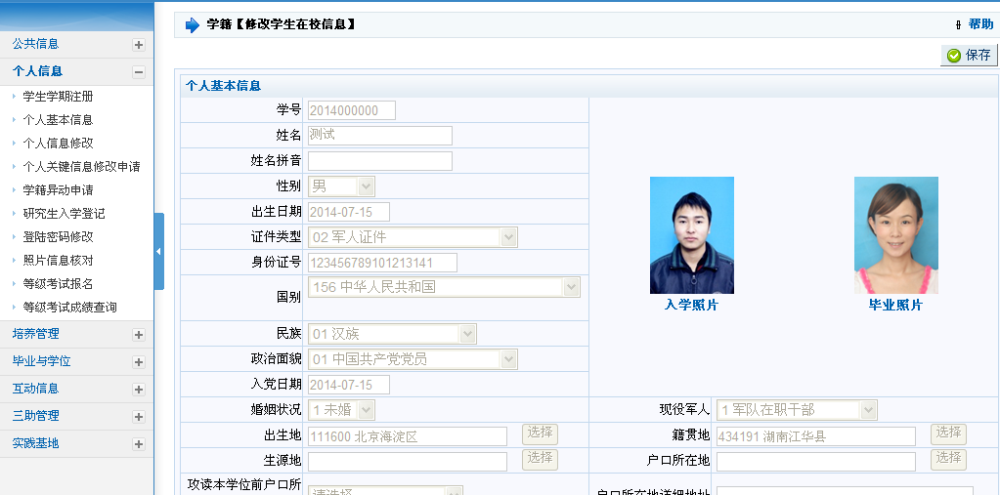 学籍【修改学生在校信息】 帮助
保存
公共信息
个人信息
学生学期注册
个人基本信息
个人信息修改
个人关键信息修改申请
学籍异动申请
研究生入学登记
登陆密码修改
照片信息核对
等级考试报名
等级考试成绩查询
培养管理
毕业与学位
互动信息
三助管理
实践基地
个人基本信息
学号 2014000000
姓名 测试
姓名拼音
性别 男
出生日期 2014-07-15
证件类型 02 军人证件
身份证号 123456789101213141
国别 156 中华人民共和国
民族 01 汉族
政治面貌 01 中国共产党党员
入党日期 2014-07-15
入学照片 毕业照片
婚姻状况 1 未婚 现役军人 1 军队在职干部
出生地 111600 北京海淀区 选择 籍贯地 434191 湖南江华县 选择
生源地 选择 户口所在地 选择
攻读本学位前户口所 请选择 户口所在地详细地址